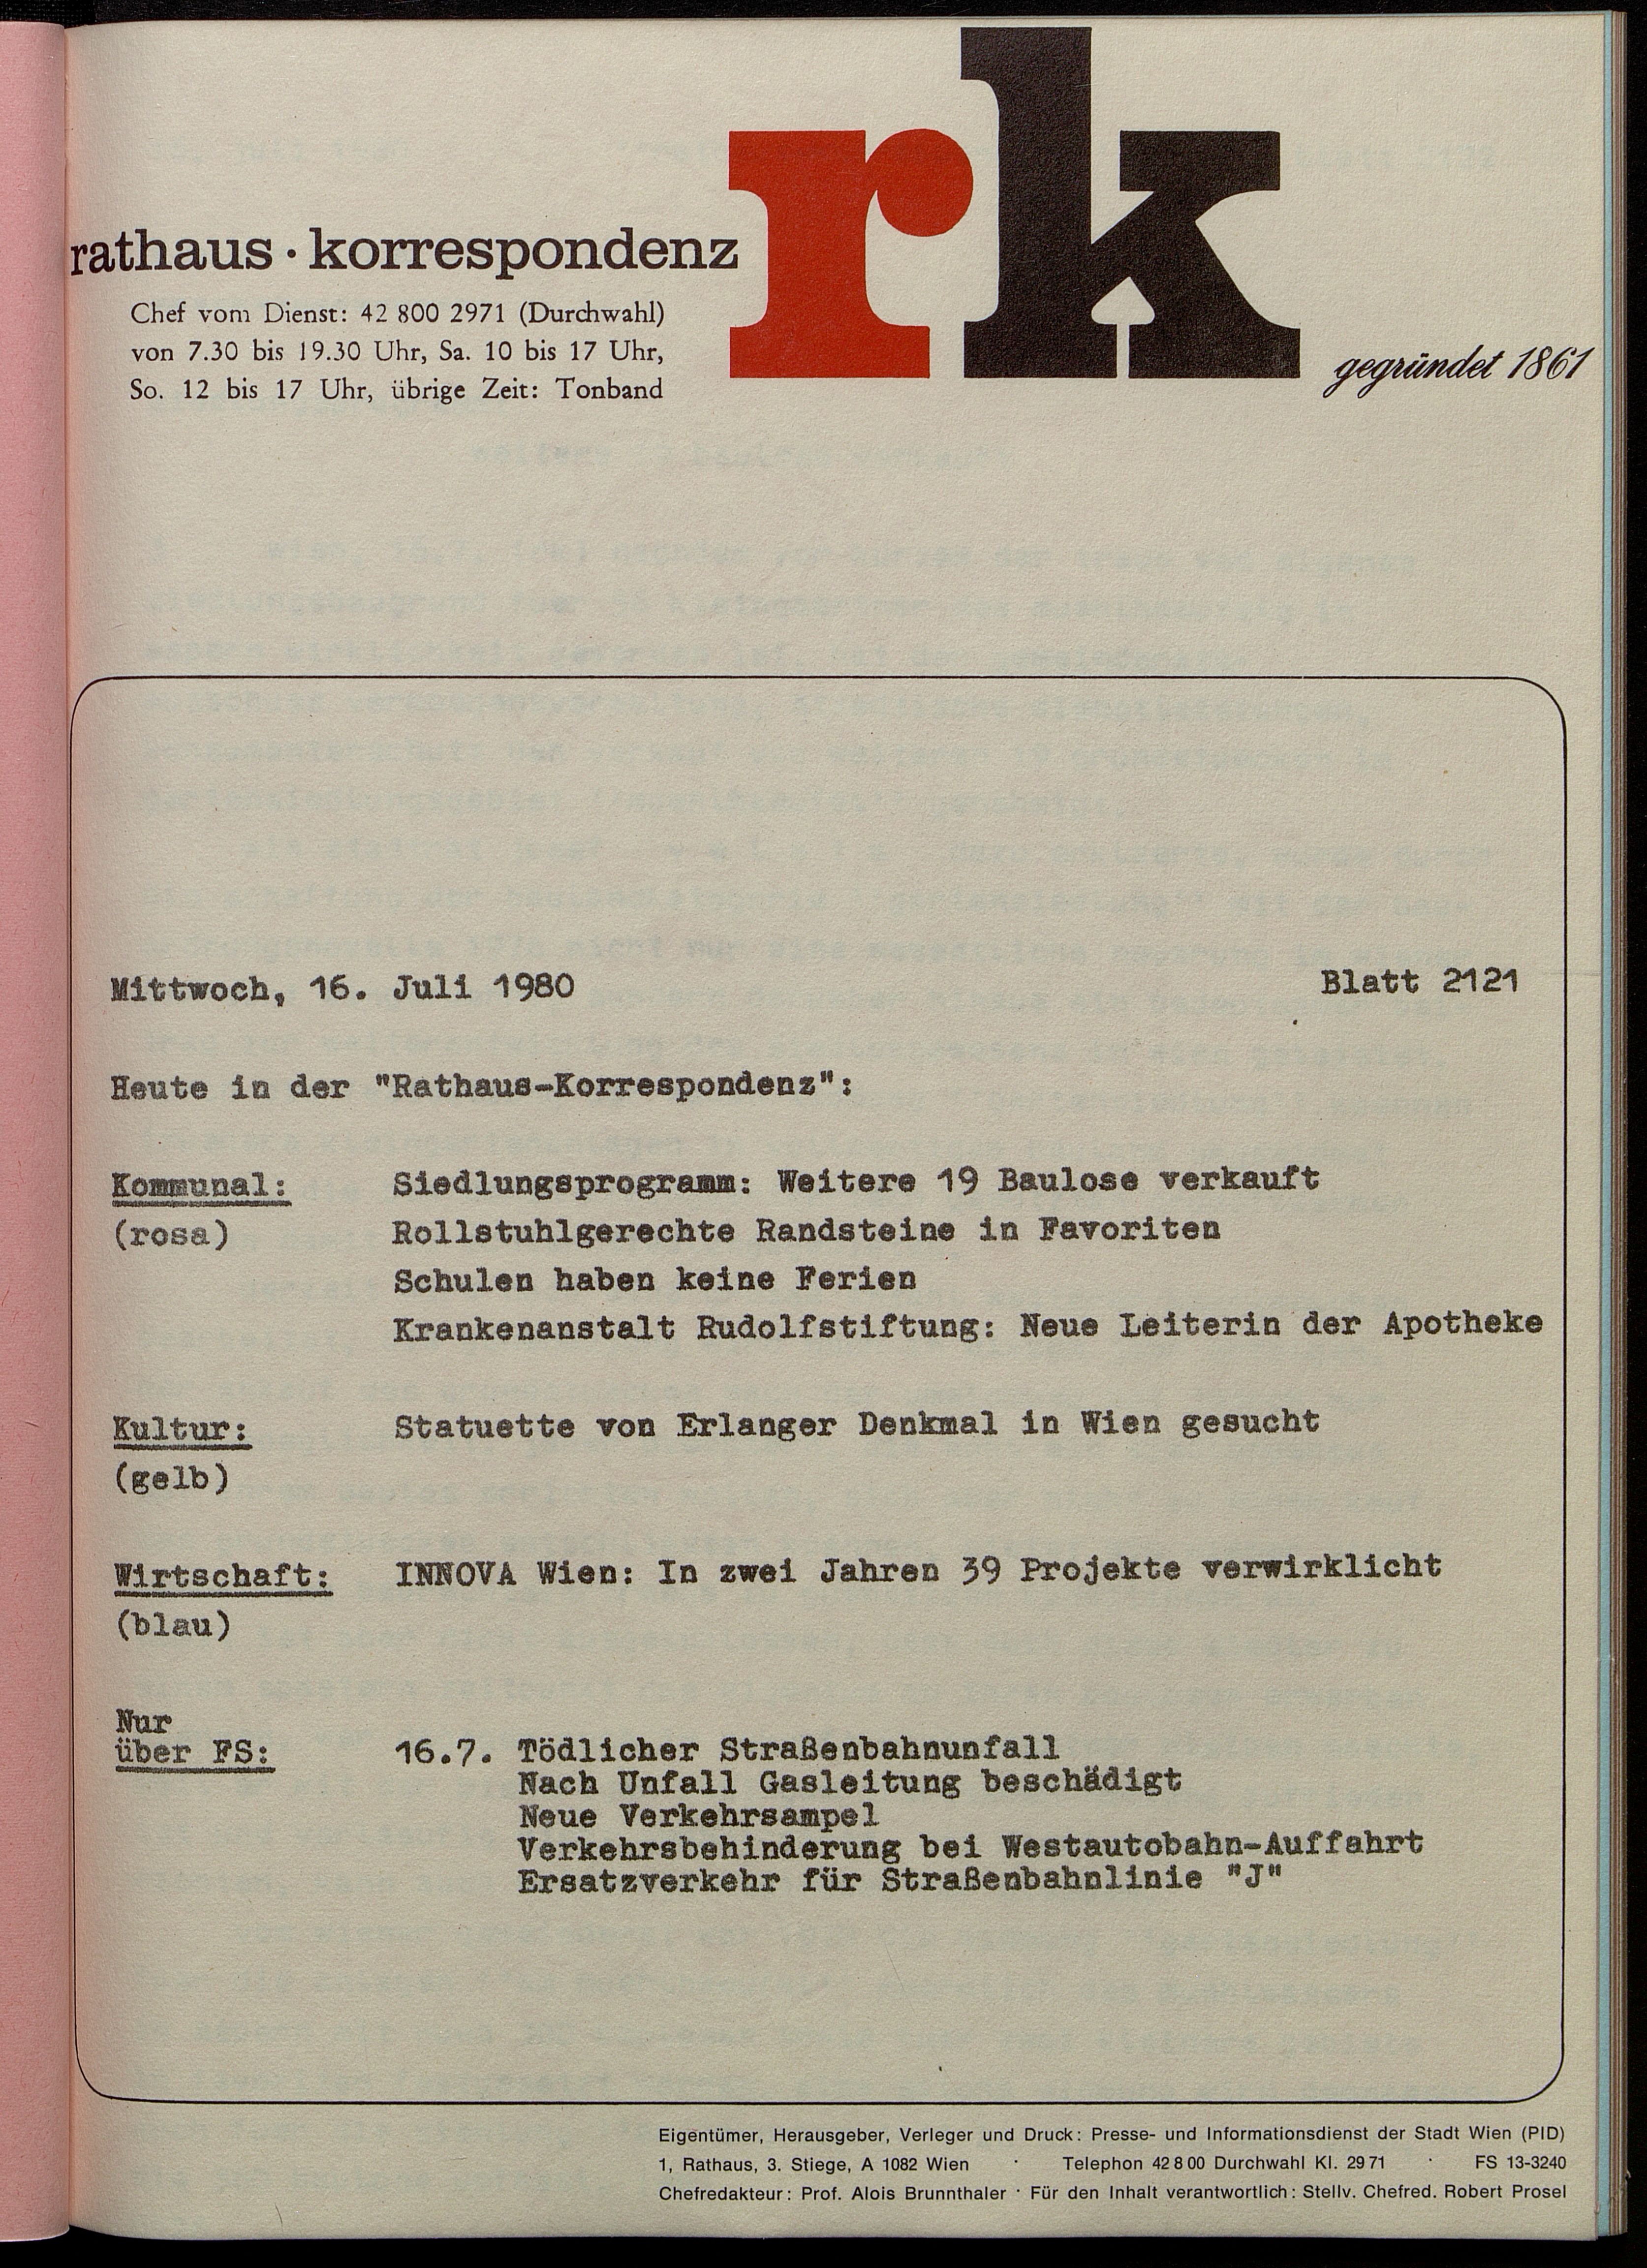 rk
rathaus · korrespondenz
Chef vom Dienst: 42 800 2971 (Durchwahl)
von 7.30 bis 19.30 Uhr, Sa. 10 bis 17 Uhr,
So. 12 bis 17 Uhr, übrige Zeit: Tonband
gegründet 1861
Mittwoch, 16. Juli 1980 Blatt 2121
Heute in der "Rathaus-Korrespondenz":
Kommunal: Siedlungsprogramm: Weitere 19 Baulose verkauft
(rosa) Rollstuhlgerechte Randsteine in Favoriten
Schulen haben keine Ferien
Krankenanstalt Rudolfstiftung: Neue Leiterin der Apotheke
Kultur: Statuette von Erlanger Denkmal in Wien gesucht
(gelb)
Wirtschaft: INNOVA Wien: In zwei Jahren 39 Projekte verwirklicht
(blau)
Nur
über FS: 16.7. Tödlicher Straßenbahnunfall
Nach Unfall Gasleitung beschädigt
Neue Verkehrsampel
Verkehrsbehinderung bei Westautobahn-Auffahrt
Ersatzverkehr für Straßenbahnlinie "J"
Eigentümer, Herausgeber, Verleger und Druck: Presse- und Informationsdienst der Stadt Wien (PID)
1, Rathaus, 3. Stiege, A 1082 Wien · Telephon 42 8 00 Durchwahl Kl. 29 71 · FS 13-3240
Chefredakteur: Prof. Alois Brunnthaler · Für den Inhalt verantwortlich: Stellv. Chefred. Robert Prosel